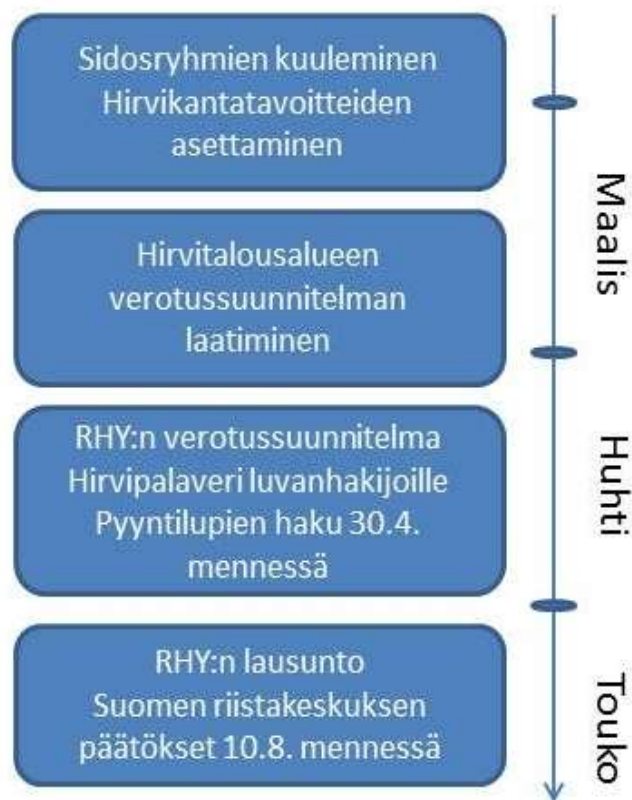 Sidosryhmien kuuleminen
Hirvikantatavoitteiden
asettaminen
Hirvitalousalueen
verotussuunnitelman
laatiminen
RHY:n verotussuunnitelma
Hirvipalaveri luvanhakijoille
Pyyntilupien haku 30.4.
mennessä
RHY:n lausunto
Suomen riistakeskuksen
päätökset 10.8. mennessä
Maalis
Huhti
Touko